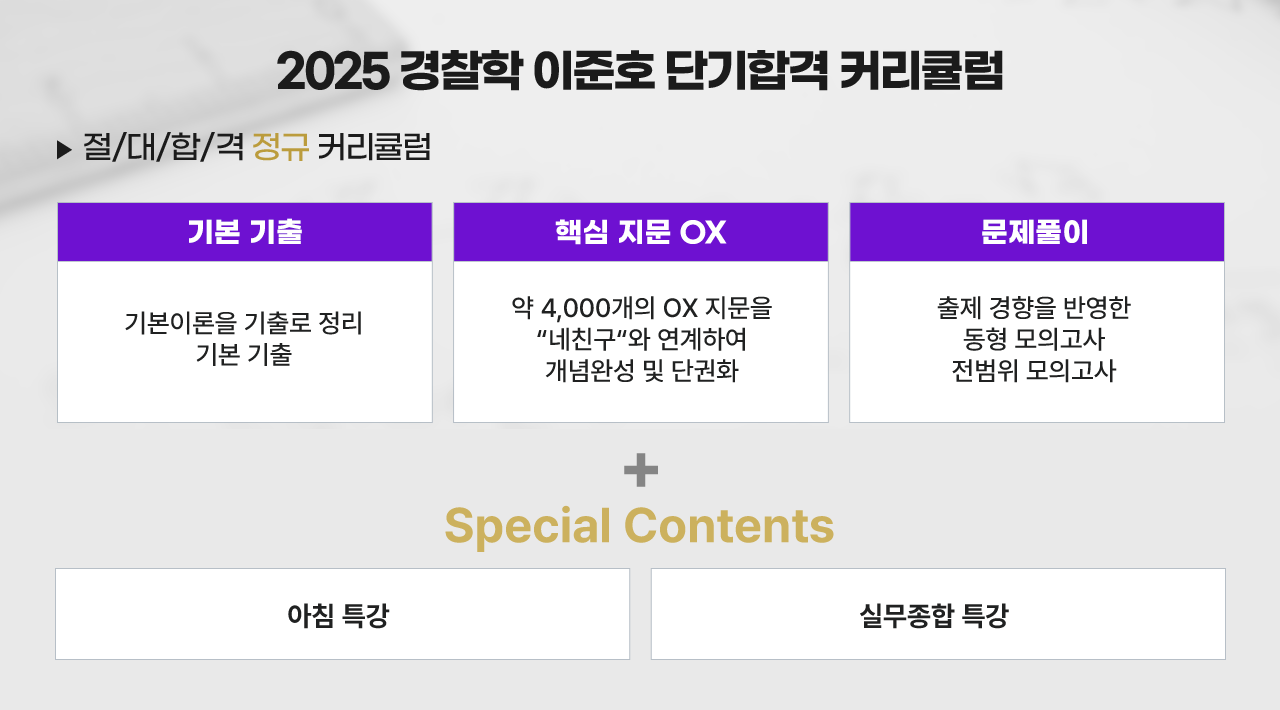 2025 경찰학 이준호 단기합격 커리큘럼
▶ 절/대/합/격 정규 커리큘럼
기본 기출
기본이론을 기출로 정리
기본 기출
핵심 지문 OX
약 4,000개의 OX 지문을
“네친구“와 연계하여
개념완성 및 단권화
문제풀이
출제 경향을 반영한
동형 모의고사
전범위 모의고사
+
Special Contents
아침 특강
실무종합 특강